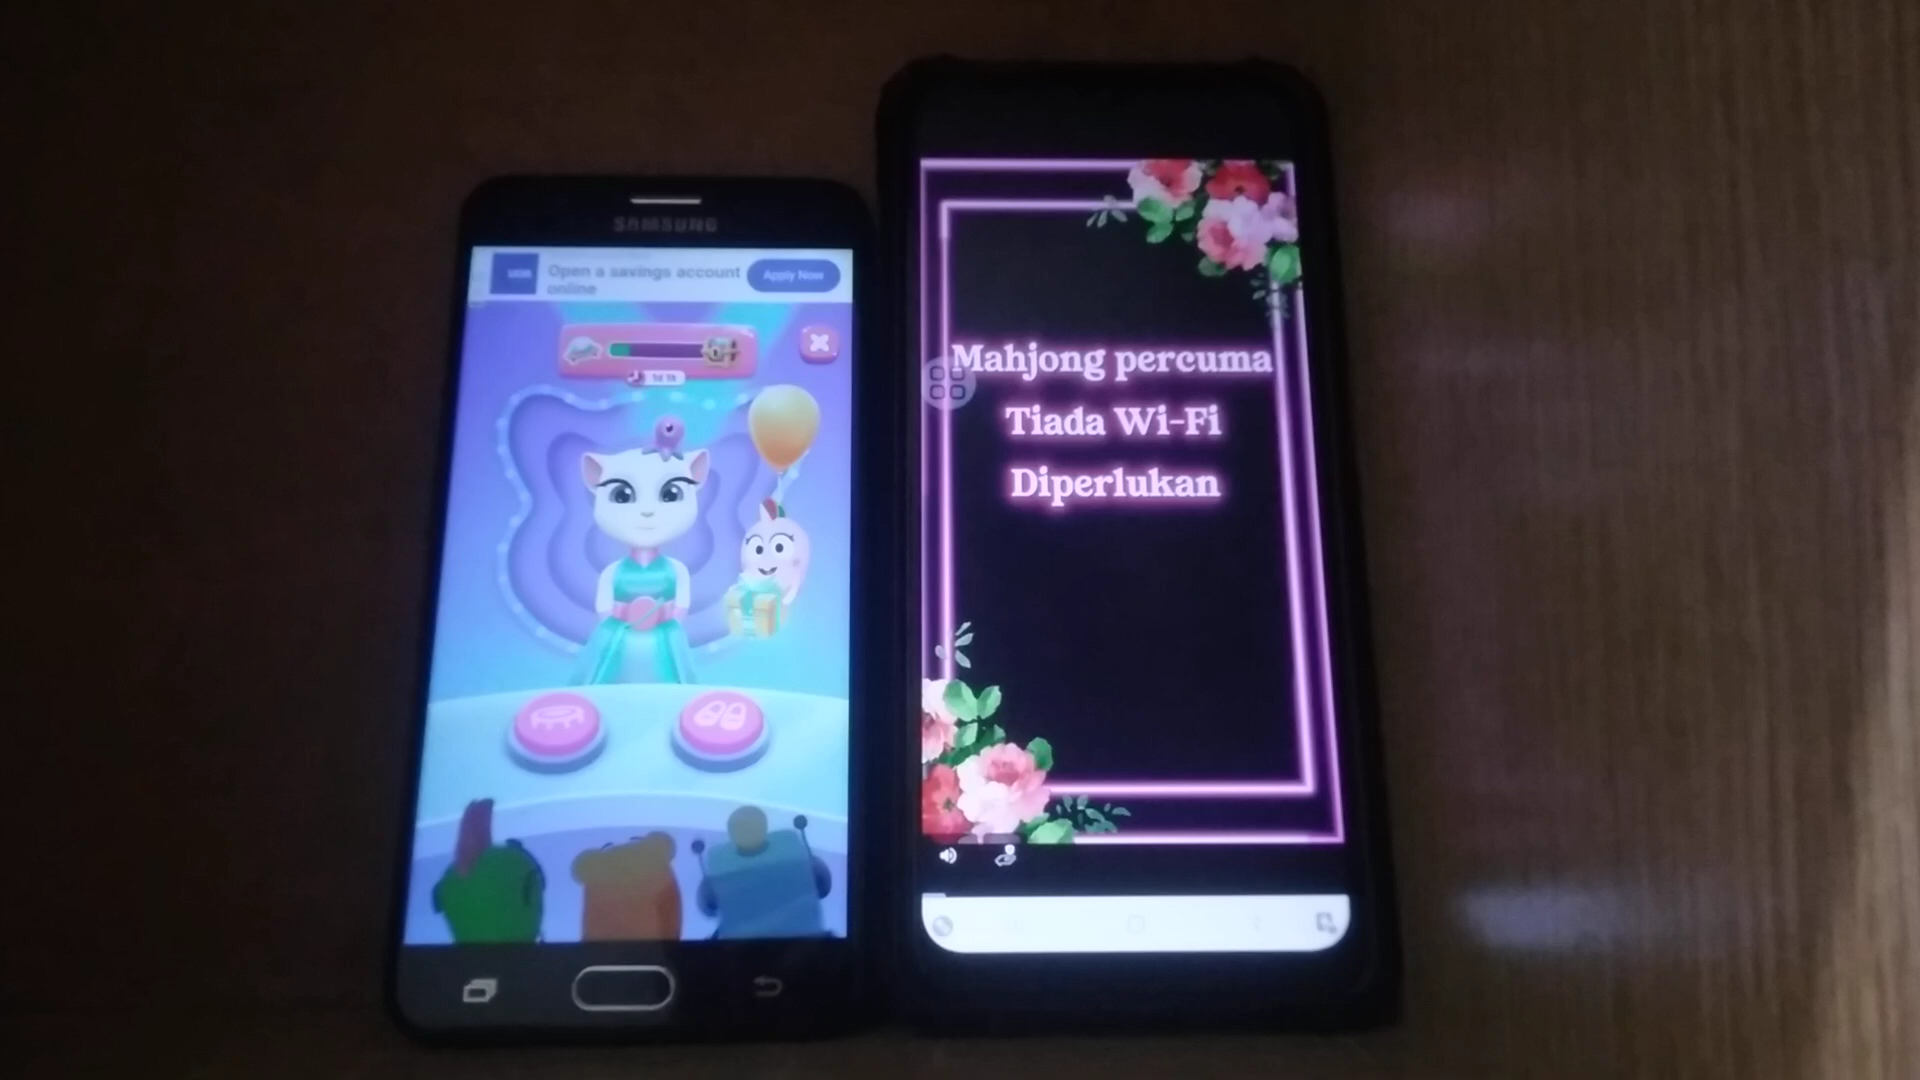 SAMSUNG
Open a savings account
online
Apply Now
Mahjong percuma
Tiada Wi-Fi
Diperlukan